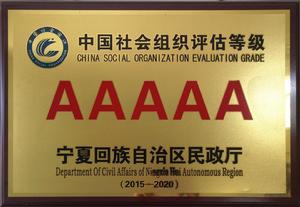 中国社会组织评估等级
CHINA SOCIAL ORGANIZATION EVALUATION GRADE
AAAAA
宁夏回族自治区民政厅
Department Of Civil Affairs of Ningxia Hui Autonomous Region
(2015—2020)